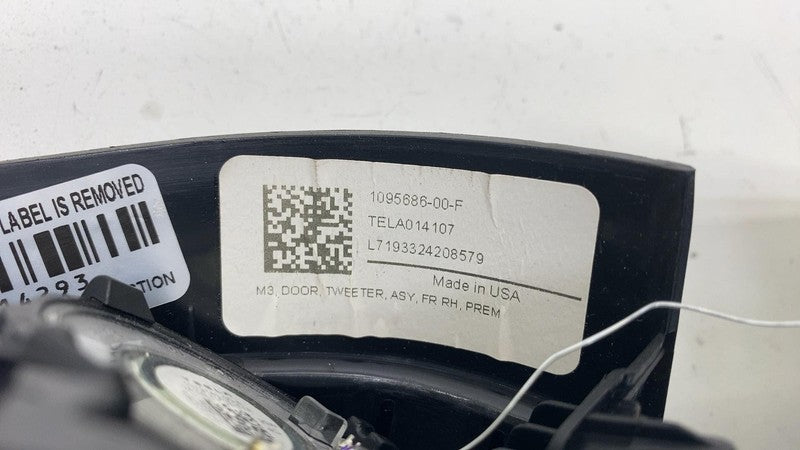 LABEL IS REMOVED
1095686-00-F
TELA014107
L7193324208579
Made in USA
M3, DOOR, TWEETER, ASY, FR RH, PREM